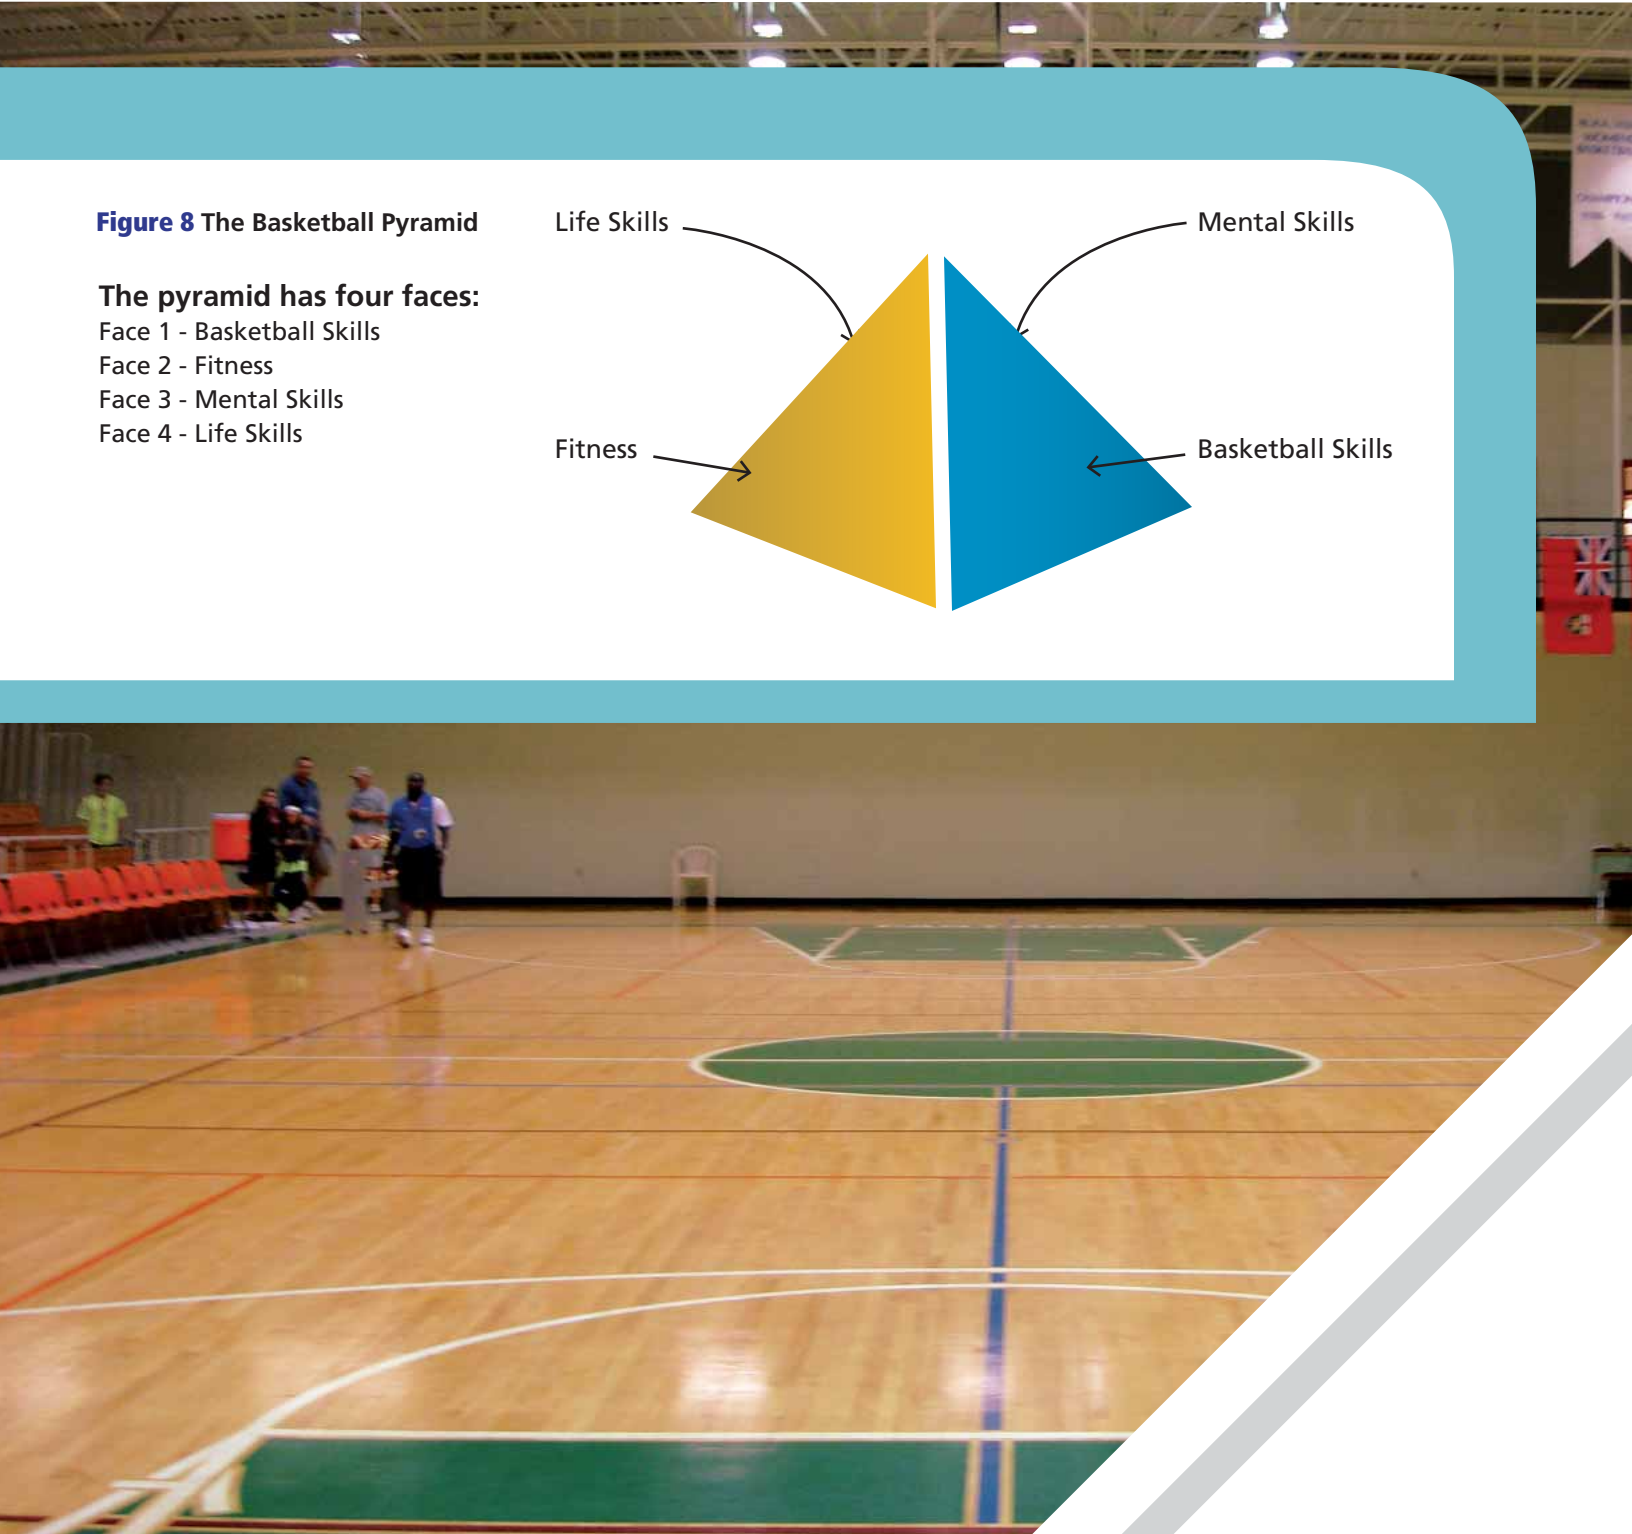 Figure 8 The Basketball Pyramid
The pyramid has four faces:
Face 1 - Basketball Skills
Face 2 - Fitness
Face 3 - Mental Skills
Face 4 - Life Skills
Life Skills
Mental Skills
Fitness
Basketball Skills